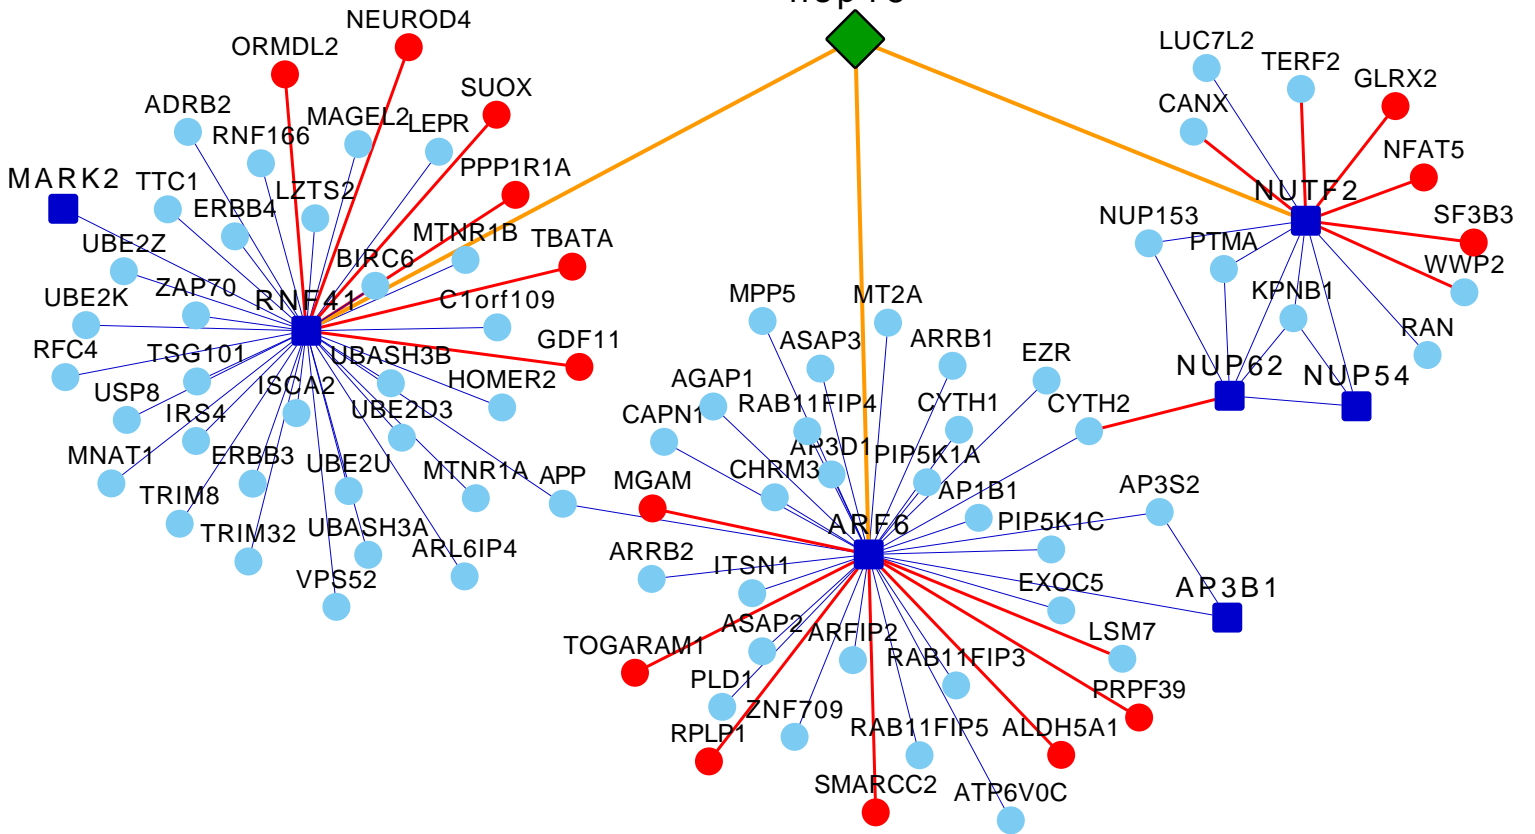 NEUROD4
ORMDL2
SUOX
ADRB2
RNF166
MAGEL2
LEPR
PPP1R1A
MARK2
TTC1
ERBB4
LZTS2
MTNR1B
TBATA
UBE2Z
BIRC6
UBE2K
ZAP70
RNF41
C1orf109
RFC4
TSG101
UBASH3B
GDF11
USP8
IRS4
ISCA2
UBE2D3
HOMER2
MNAT1
ERBB3
UBE2U
MTNR1A
APP
TRIM8
TRIM32
UBASH3A
ARL6IP4
VPS52
LUC7L2
TERF2
GLRX2
CANX
NFAT5
NUTF2
NUP153
PTMA
SF3B3
WWP2
KPNB1
RAN
NUP62
NUP54
MPP5
MT2A
ASAP3
ARRB1
EZR
AGAP1
RAB11FIP4
CYTH1
CYTH2
CAPN1
AP3D1
PIP5K1A
CHRM3
MGAM
AP1B1
AP3S2
ARF6
PIP5K1C
ARRB2
ITSN1
EXOC5
AP3B1
ASAP2
ARFIP2
LSM7
TOGARAM1
RAB11FIP3
PLD1
PRPF39
ZNF709
RPLP1
RAB11FIP5
ALDH5A1
SMARCC2
ATP6V0C